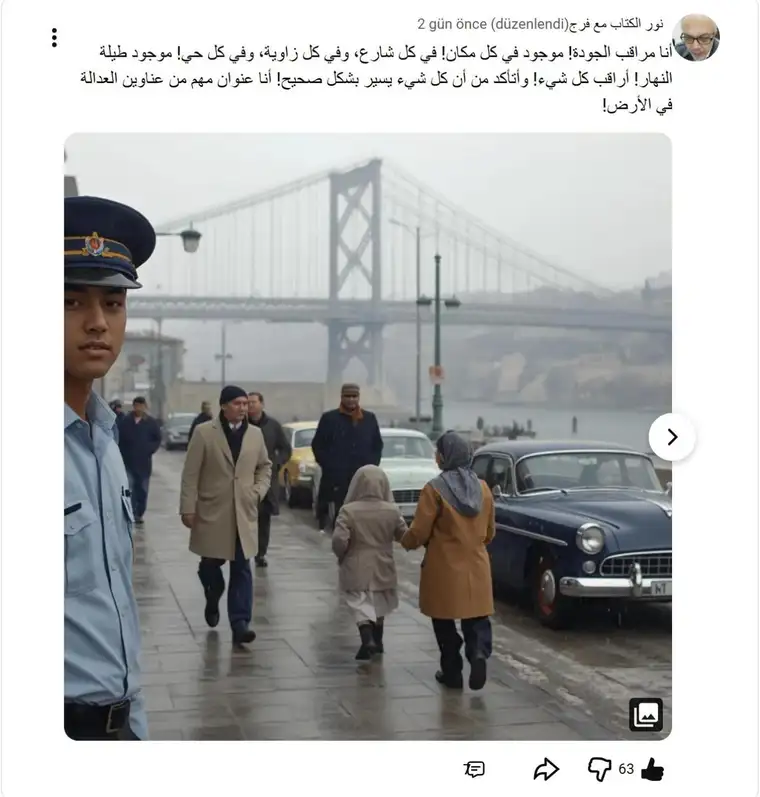 نور الكتاب مع فرج(düzenlendi) 2 gün önce
أنا مراقب الجودة! موجود في كل مكان! في كل شارع، وفي كل زاوية، وفي كل حي! موجود طيلة
النهار! أراقب كل شيء! وأتأكد من أن كل شيء يسير بشكل صحيح! أنا عنوان مهم من عناوين العدالة
في الأرض!
63